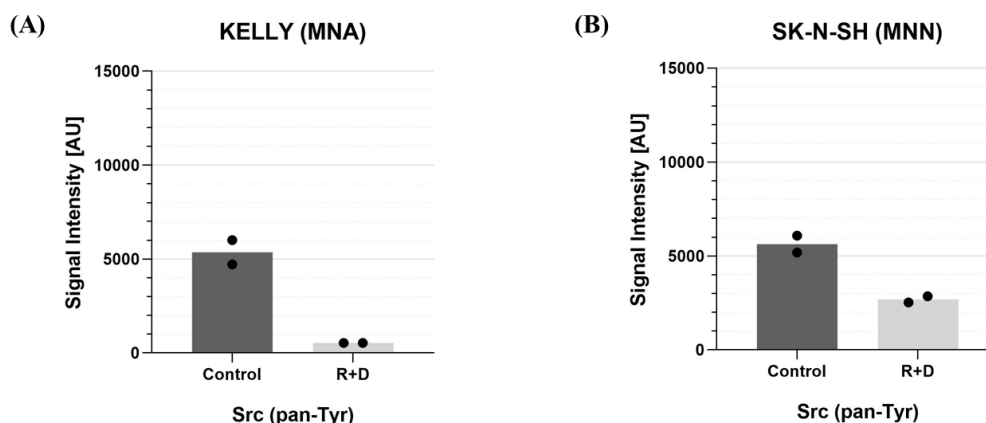 (A)
KELLY (MNA)
Signal Intensity [AU]
15000
10000
5000
0
Control
R+D
Src (pan-Tyr)
(B)
SK-N-SH (MNN)
Signal Intensity [AU]
15000
10000
5000
0
Control
R+D
Src (pan-Tyr)